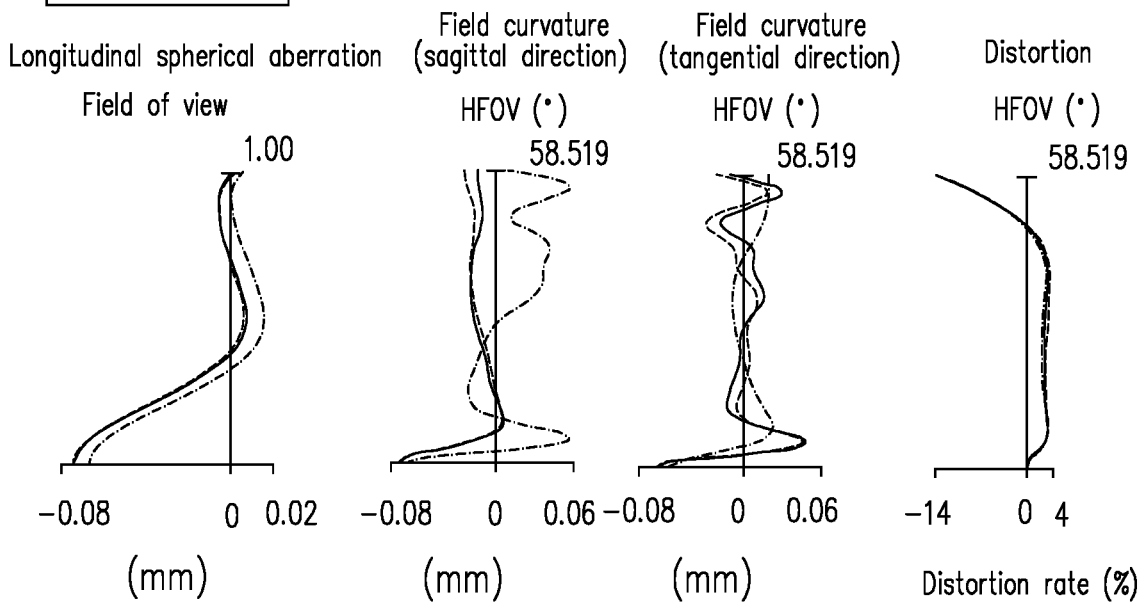 Longitudinal spherical aberration
Field of view
1.00
-0.08 0 0.02
(mm)
Field curvature
(sagittal direction)
HFOV (°)
58.519
-0.08 0 0.06
(mm)
Field curvature
(tangential direction)
HFOV (°)
58.519
-0.08 0 0.06
(mm)
Distortion
HFOV (°)
58.519
-14 0 4
Distortion rate (%)